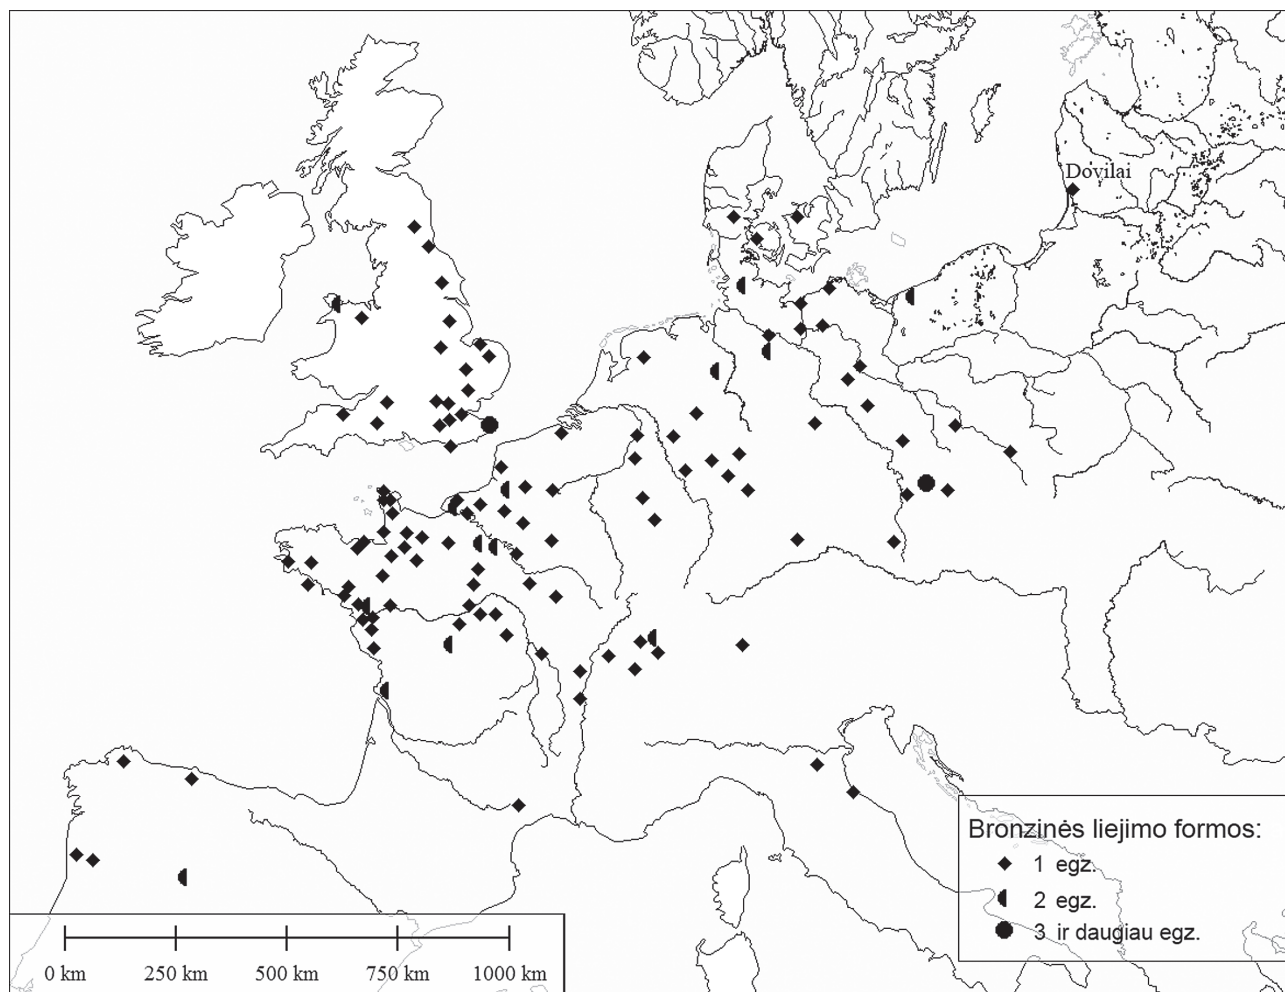 Dovilai
Bronzinės liejimo formos:
1 egz.
2 egz.
3 ir daugiau egz.
0 km 250 km 500 km 750 km 1000 km